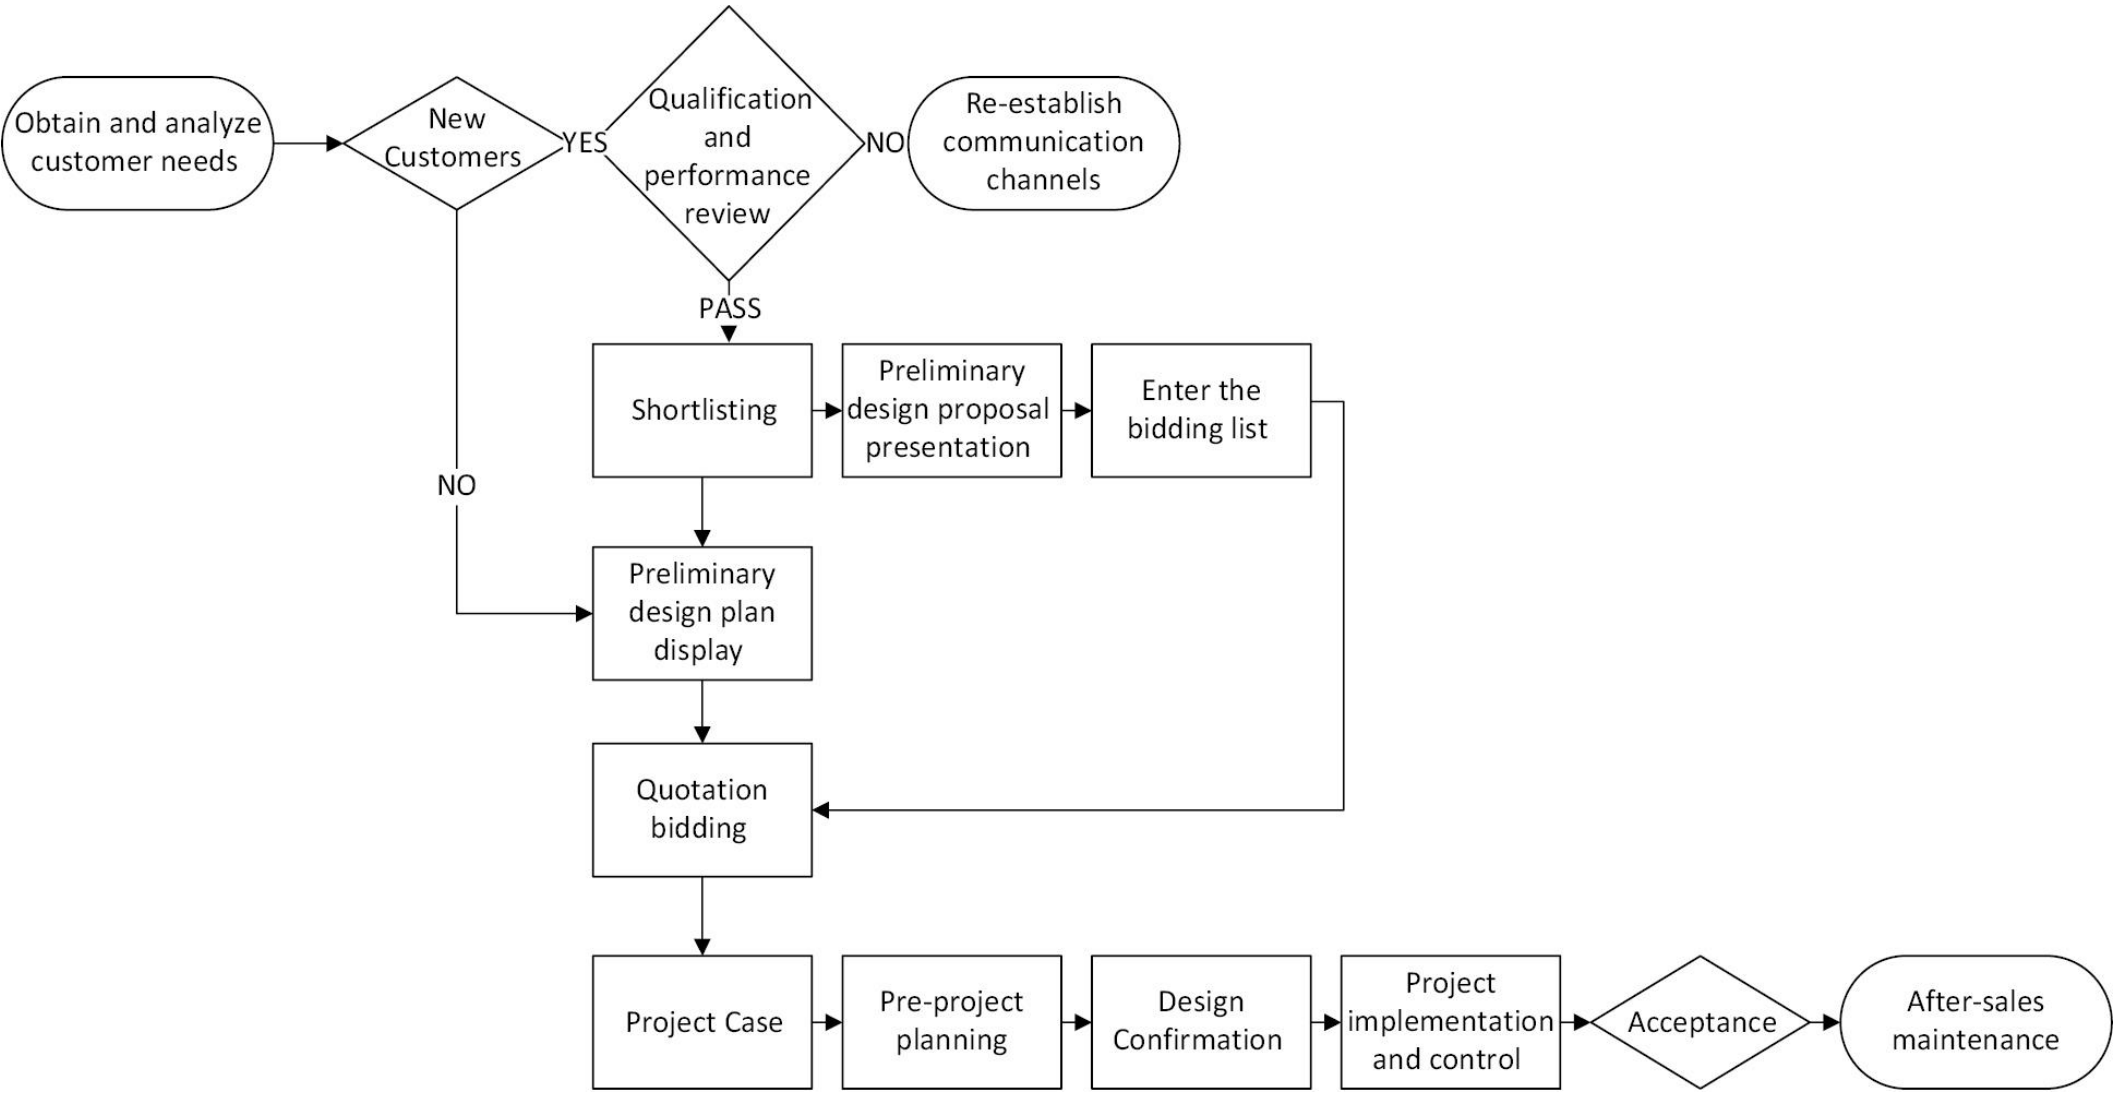 Obtain and analyze
customer needs
New
Customers
YES
Qualification
and
performance
review
NO
Re-establish
communication
channels
PASS
Shortlisting
Preliminary
design proposal
presentation
Enter the
bidding list
NO
Preliminary
design plan
display
Quotation
bidding
Project Case
Pre-project
planning
Design
Confirmation
Project
implementation
and control
Acceptance
After-sales
maintenance